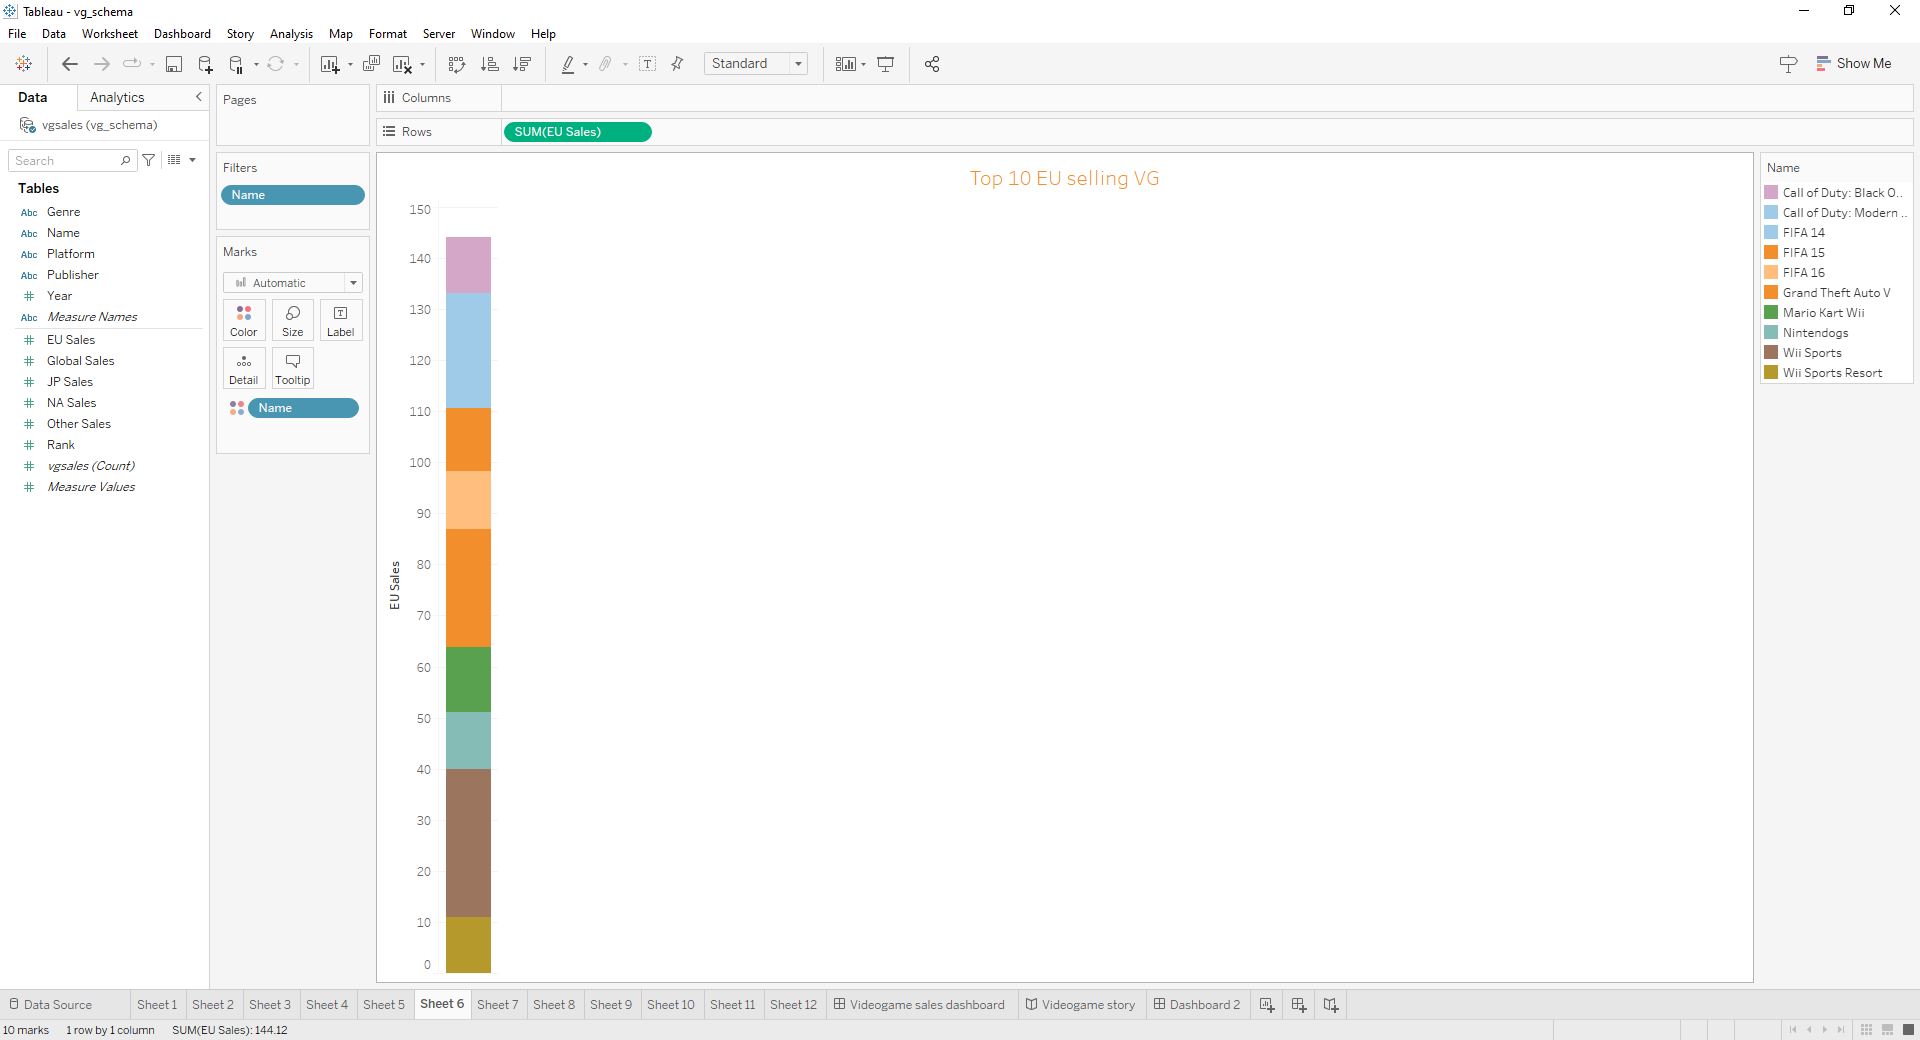 Tableau - vg_schema
File Data Worksheet Dashboard Story Analysis Map Format Server Window Help
Standard
Show Me
Data Analytics
vgsales (vg_schema)
Search
Tables
Abc Genre
Abc Name
Abc Platform
Abc Publisher
# Year
Abc Measure Names
# EU Sales
# Global Sales
# JP Sales
# NA Sales
# Other Sales
# Rank
# vgsales (Count)
# Measure Values
Pages
Filters
Name
Marks
Automatic
Color Size Label
Detail Tooltip
Name
Columns
Rows SUM(EU Sales)
Top 10 EU selling VG
150
140
130
120
110
100
90
80
70
60
50
40
30
20
10
0
EU Sales
Name
Call of Duty: Black O..
Call of Duty: Modern ..
FIFA 14
FIFA 15
FIFA 16
Grand Theft Auto V
Mario Kart Wii
Nintendogs
Wii Sports
Wii Sports Resort
Data Source Sheet 1 Sheet 2 Sheet 3 Sheet 4 Sheet 5 Sheet 6 Sheet 7 Sheet 8 Sheet 9 Sheet 10 Sheet 11 Sheet 12 Videogame sales dashboard Videogame story Dashboard 2
10 marks 1 row by 1 column SUM(EU Sales): 144.12